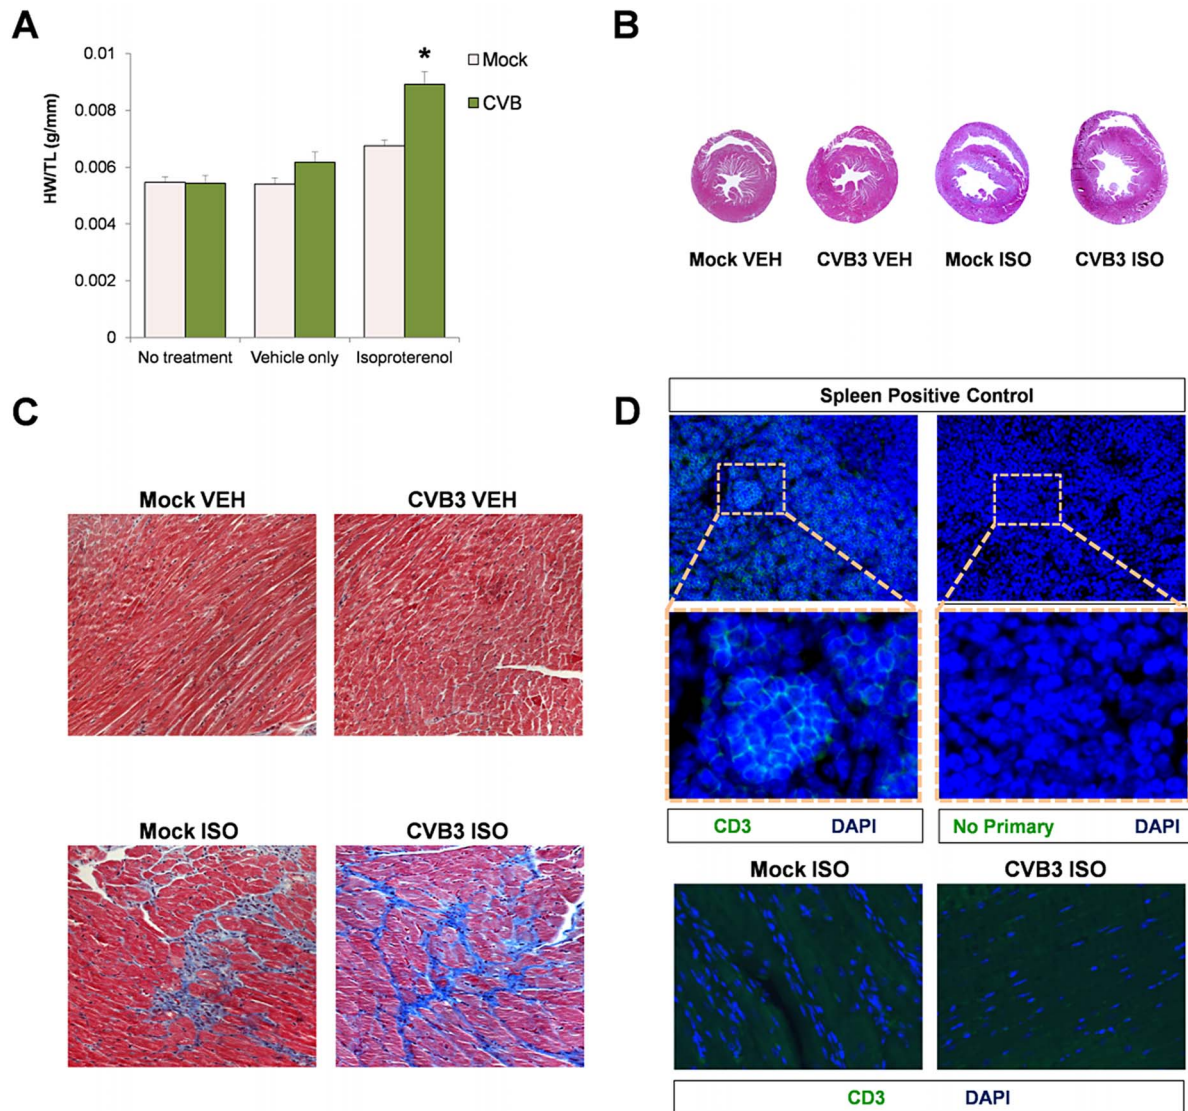 A
HW/TL (g/mm)
0.01
0.008
0.006
0.004
0.002
0
*
Mock
CVB
No treatment
Vehicle only
Isoproterenol
B
Mock VEH
CVB3 VEH
Mock ISO
CVB3 ISO
C
Mock VEH
CVB3 VEH
Mock ISO
CVB3 ISO
D
Spleen Positive Control
CD3 DAPI
No Primary DAPI
Mock ISO
CVB3 ISO
CD3 DAPI